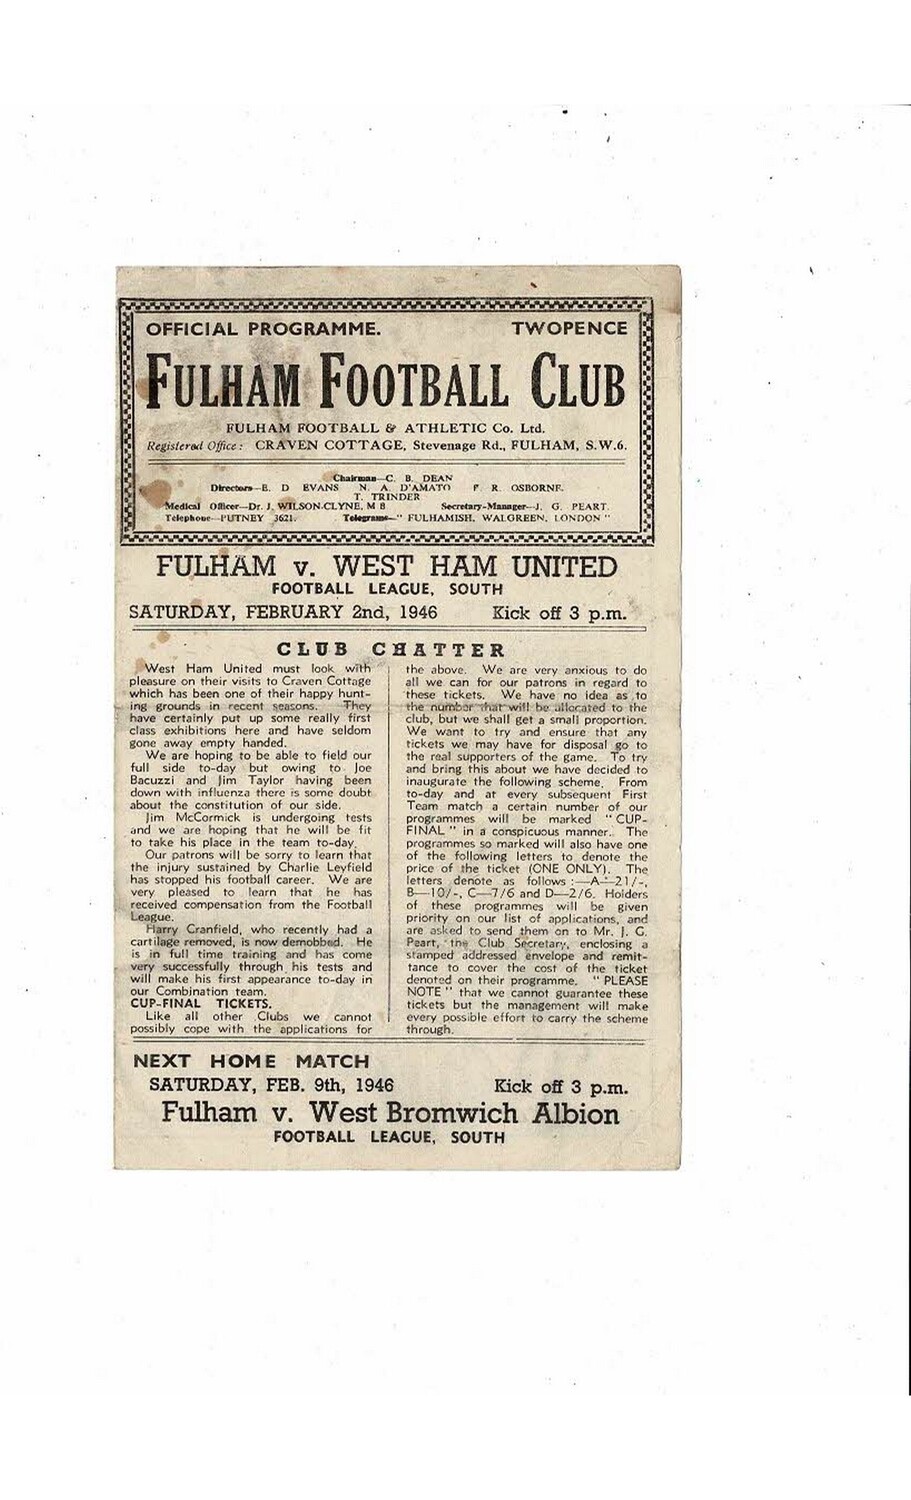 OFFICIAL PROGRAMME. TWOPENCE
FULHAM FOOTBALL CLUB
FULHAM FOOTBALL & ATHLETIC Co. Ltd.
Registered Office: CRAVEN COTTAGE, Stevenage Rd., FULHAM, S.W.6.
Chairman—C. B. DEAN
Directors—E. D EVANS N. A. D'AMATO F. R. OSBORNE.
T. TRINDER
Medical Officer—Dr. J. WILSON-CLYNE, M B Secretary-Manager—J. G. PEART.
Telephone—PUTNEY 3621. Telegrams—" FULHAMISH, WALGREEN, LONDON "
FULHAM v. WEST HAM UNITED
FOOTBALL LEAGUE, SOUTH
SATURDAY, FEBRUARY 2nd, 1946 Kick off 3 p.m.
CLUB CHATTER
West Ham United must look with
pleasure on their visits to Craven Cottage
which has been one of their happy hunt-
ing grounds in recent seasons. They
have certainly put up some really first
class exhibitions here and have seldom
gone away empty handed.
We are hoping to be able to field our
full side to-day but owing to Joe
Bacuzzi and Jim Taylor having been
down with influenza there is some doubt
about the constitution of our side.
Jim McCormick is undergoing tests
and we are hoping that he will be fit
to take his place in the team to-day.
Our patrons will be sorry to learn that
the injury sustained by Charlie Leyfield
has stopped his football career. We are
very pleased to learn that he has
received compensation from the Football
League.
Harry Cranfield, who recently had a
cartilage removed, is now demobbed. He
is in full time training and has come
very successfully through his tests and
will make his first appearance to-day in
our Combination team.
CUP-FINAL TICKETS.
Like all other Clubs we cannot
possibly cope with the applications for
the above. We are very anxious to do
all we can for our patrons in regard to
these tickets. We have no idea as to
the number that will be allocated to the
club, but we shall get a small proportion.
We want to try and ensure that any
tickets we may have for disposal go to
the real supporters of the game. To try
and bring this about we have decided to
inaugurate the following scheme. From
to-day and at every subsequent First
Team match a certain number of our
programmes will be marked " CUP-
FINAL " in a conspicuous manner. The
programmes so marked will also have one
of the following letters to denote the
price of the ticket (ONE ONLY). The
letters denote as follows :—A—21/-,
B—10/-, C—7/6 and D—2/6. Holders
of these programmes will be given
priority on our list of applications, and
are asked to send them on to Mr. J. G.
Peart, the Club Secretary, enclosing a
stamped addressed envelope and remit-
tance to cover the cost of the ticket
denoted on their programme. " PLEASE
NOTE " that we cannot guarantee these
tickets but the management will make
every possible effort to carry the scheme
through.
NEXT HOME MATCH
SATURDAY, FEB. 9th, 1946 Kick off 3 p.m.
Fulham v. West Bromwich Albion
FOOTBALL LEAGUE, SOUTH